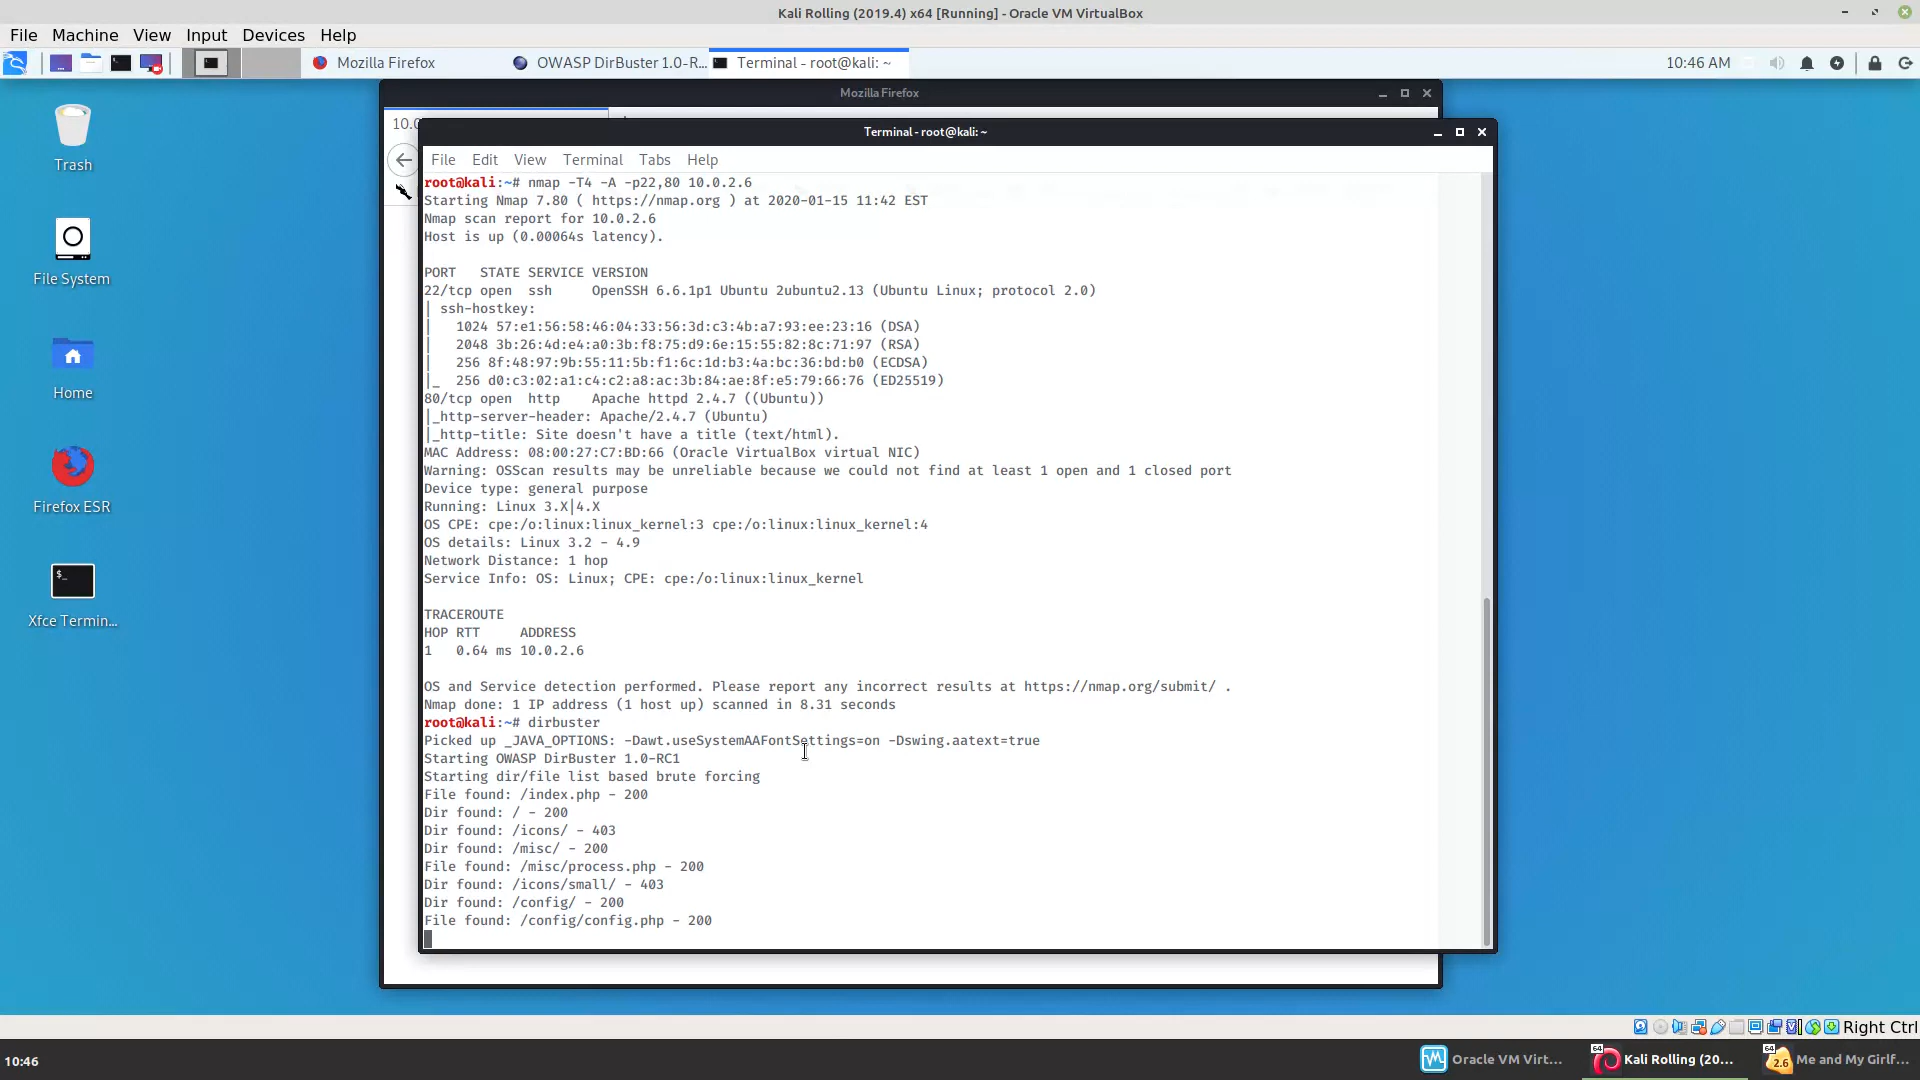 Kali Rolling (2019.4) x64 [Running] - Oracle VM VirtualBox
File Machine View Input Devices Help
Mozilla Firefox
OWASP DirBuster 1.0-R...
Terminal - root@kali: ~
10:46 AM
Mozilla Firefox
10.0
Terminal - root@kali: ~
File Edit View Terminal Tabs Help
root@kali:~# nmap -T4 -A -p22,80 10.0.2.6
Starting Nmap 7.80 ( https://nmap.org ) at 2020-01-15 11:42 EST
Nmap scan report for 10.0.2.6
Host is up (0.00064s latency).
PORT   STATE SERVICE VERSION
22/tcp open  ssh     OpenSSH 6.6.1p1 Ubuntu 2ubuntu2.13 (Ubuntu Linux; protocol 2.0)
| ssh-hostkey:
|   1024 57:e1:56:58:46:04:33:56:3d:c3:4b:a7:93:ee:23:16 (DSA)
|   2048 3b:26:4d:e4:a0:3b:f8:75:d9:6e:15:55:82:8c:71:97 (RSA)
|   256 8f:48:97:9b:55:11:5b:f1:6c:1d:b3:4a:bc:36:bd:b0 (ECDSA)
|_  256 d0:c3:02:a1:c4:c2:a8:ac:3b:84:ae:8f:e5:79:66:76 (ED25519)
80/tcp open  http    Apache httpd 2.4.7 ((Ubuntu))
|_http-server-header: Apache/2.4.7 (Ubuntu)
|_http-title: Site doesn't have a title (text/html).
MAC Address: 08:00:27:C7:BD:66 (Oracle VirtualBox virtual NIC)
Warning: OSScan results may be unreliable because we could not find at least 1 open and 1 closed port
Device type: general purpose
Running: Linux 3.X|4.X
OS CPE: cpe:/o:linux:linux_kernel:3 cpe:/o:linux:linux_kernel:4
OS details: Linux 3.2 - 4.9
Network Distance: 1 hop
Service Info: OS: Linux; CPE: cpe:/o:linux:linux_kernel
TRACEROUTE
HOP RTT     ADDRESS
1   0.64 ms 10.0.2.6
OS and Service detection performed. Please report any incorrect results at https://nmap.org/submit/ .
Nmap done: 1 IP address (1 host up) scanned in 8.31 seconds
root@kali:~# dirbuster
Picked up _JAVA_OPTIONS: -Dawt.useSystemAAFontSettings=on -Dswing.aatext=true
Starting OWASP DirBuster 1.0-RC1
Starting dir/file list based brute forcing
File found: /index.php - 200
Dir found: / - 200
Dir found: /icons/ - 403
Dir found: /misc/ - 200
File found: /misc/process.php - 200
Dir found: /icons/small/ - 403
Dir found: /config/ - 200
File found: /config/config.php - 200
Trash
File System
Home
Firefox ESR
$_
Xfce Termin...
Right Ctrl
10:46
Oracle VM Virt...
64
Kali Rolling (20...
64
2.6
Me and My Girlf...